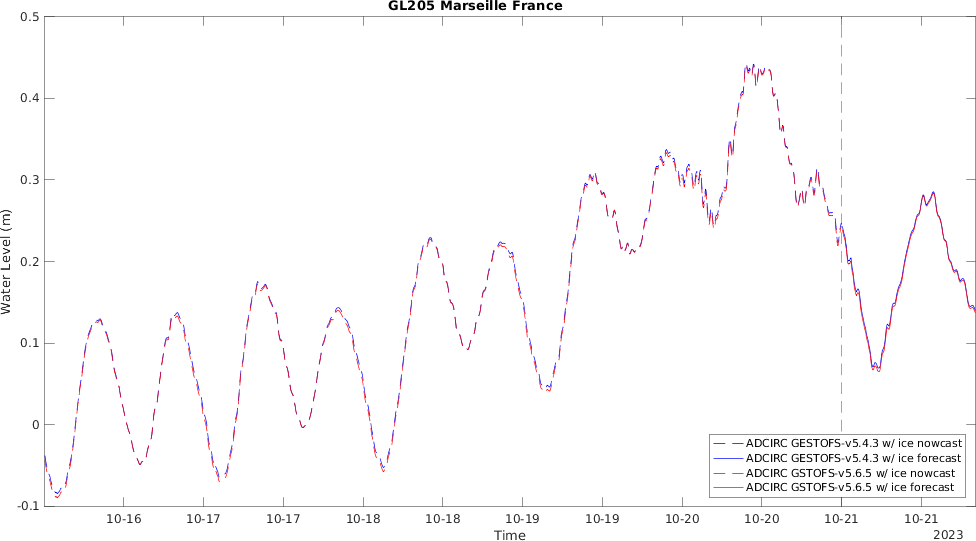 GL205 Marseille France
0.5
0.4
0.3
0.2
0.1
0
-0.1
Water Level (m)
10-16
10-17
10-17
10-18
10-18
10-19
10-19
10-20
10-20
10-21
10-21
Time
2023
ADCIRC GESTOFS-v5.4.3 w/ ice nowcast
ADCIRC GESTOFS-v5.4.3 w/ ice forecast
ADCIRC GSTOFS-v5.6.5 w/ ice nowcast
ADCIRC GSTOFS-v5.6.5 w/ ice forecast